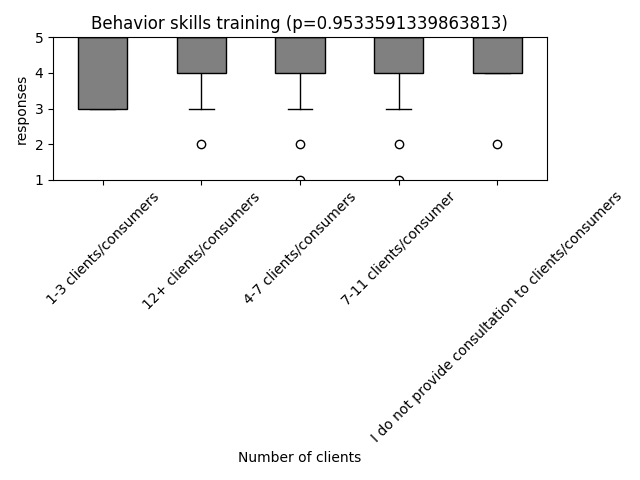 Behavior skills training (p=0.9533591339863813)
responses
5
4
3
2
1
1-3 clients/consumers
12+ clients/consumers
4-7 clients/consumers
7-11 clients/consumer
I do not provide consultation to clients/consumers
Number of clients